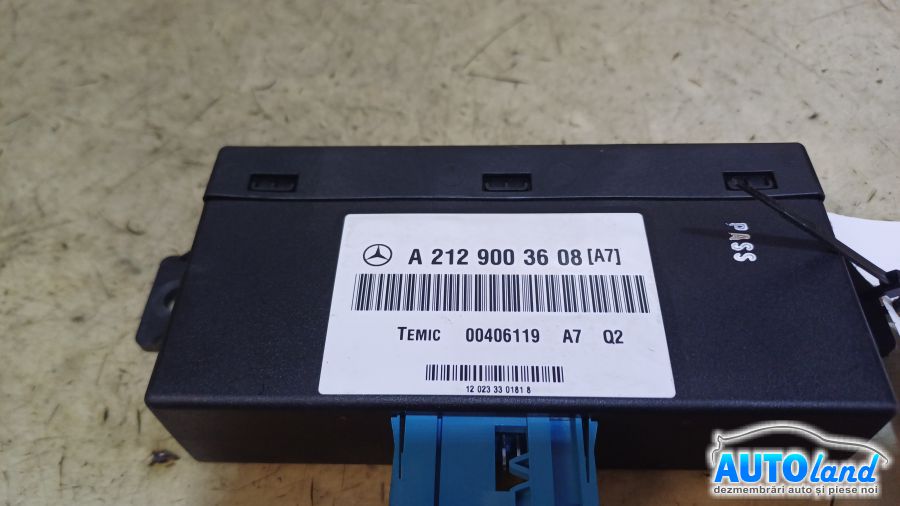 A 212 900 36 08 [A7]
TEMIC 00406119 A7 Q2
12 023 33 0181 8
PASS
AUTOland
dezmembrări auto și piese noi